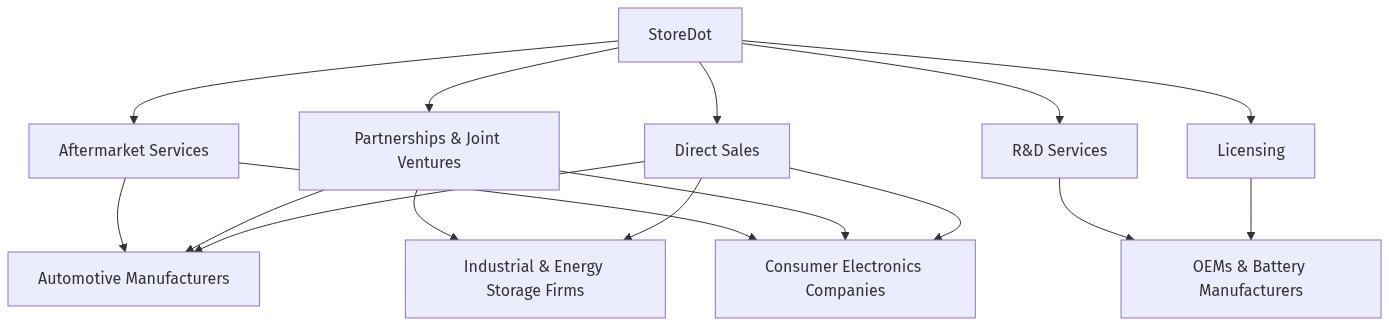 StoreDot
Aftermarket Services
Partnerships & Joint
Ventures
Direct Sales
R&D Services
Licensing
Automotive Manufacturers
Industrial & Energy
Storage Firms
Consumer Electronics
Companies
OEMs & Battery
Manufacturers